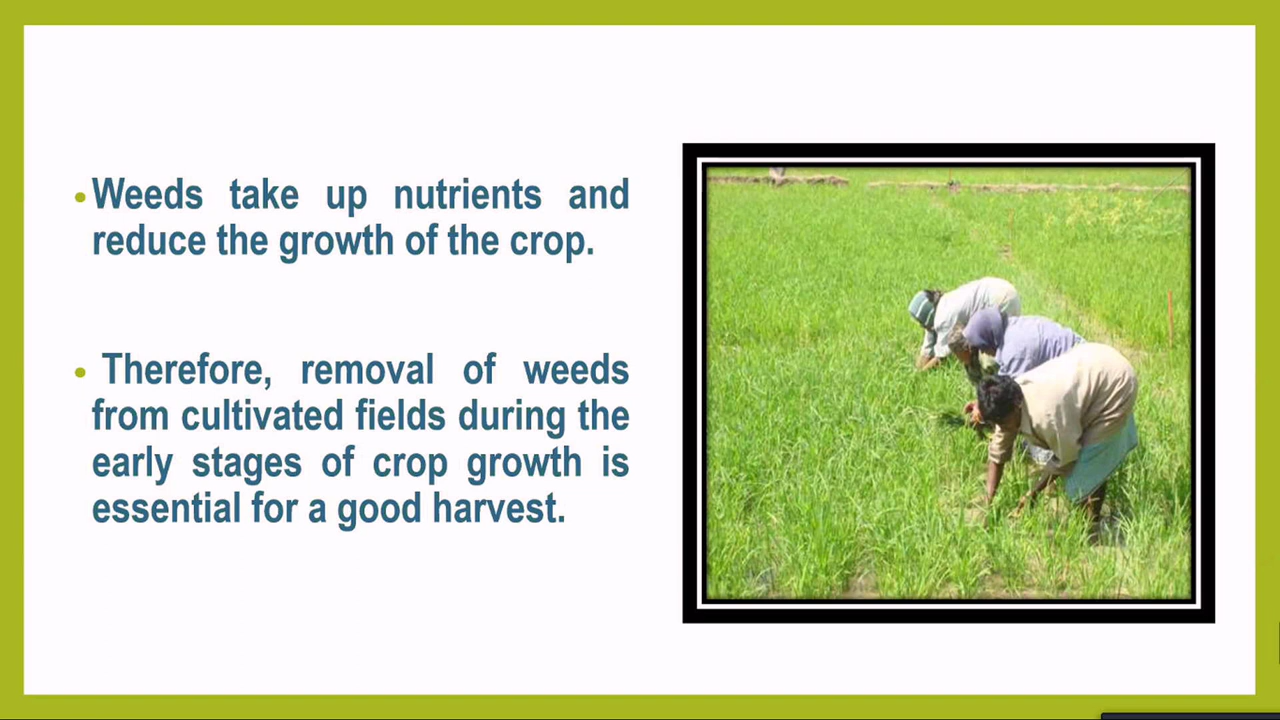 •Weeds take up nutrients and
reduce the growth of the crop.
• Therefore, removal of weeds
from cultivated fields during the
early stages of crop growth is
essential for a good harvest.